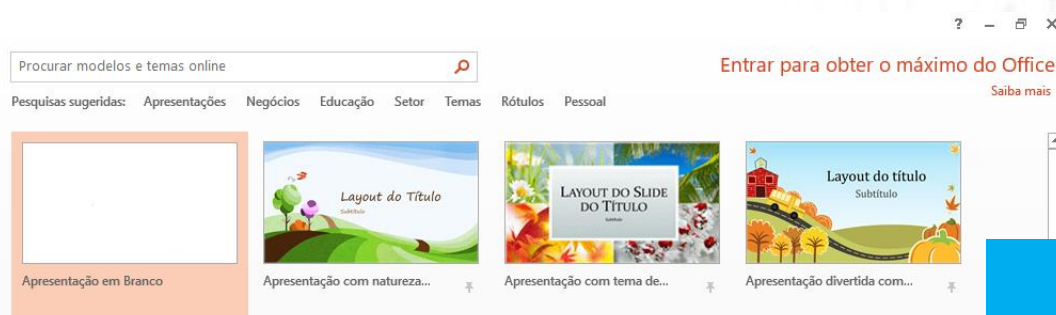 ?
Procurar modelos e temas online
Entrar para obter o máximo do Office
Saiba mais
Pesquisas sugeridas: Apresentações Negócios Educação Setor Temas Rótulos Pessoal
Layout do Título
Subtítulo
LAYOUT DO SLIDE
DO TÍTULO
Subtítulo
Layout do título
Subtítulo
Apresentação em Branco
Apresentação com natureza...
Apresentação com tema de...
Apresentação divertida com...